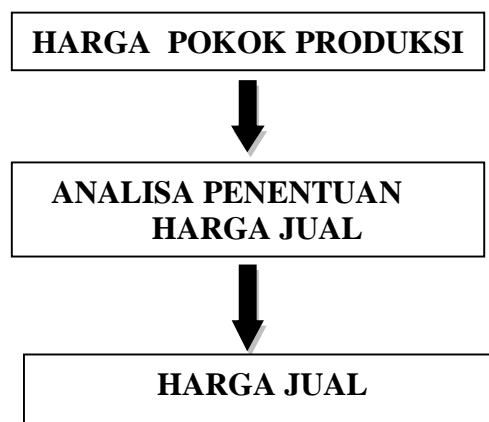 HARGA POKOK PRODUKSI
ANALISA PENENTUAN
HARGA JUAL
HARGA JUAL